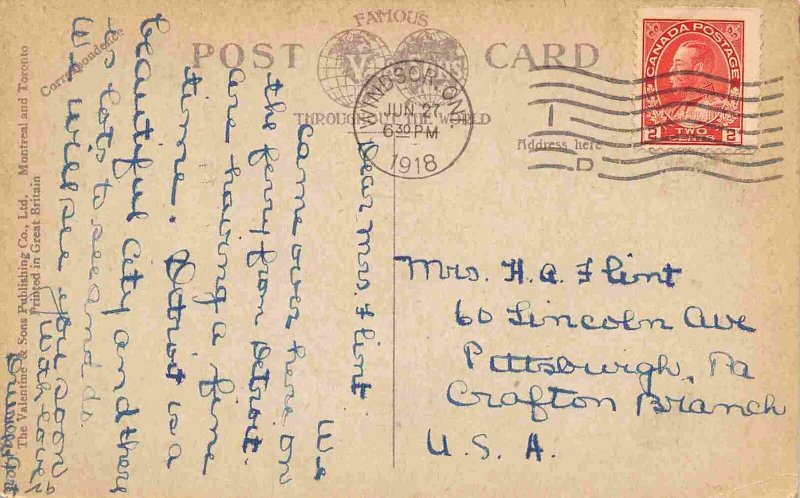 FAMOUS
POST CARD
THROUGHOUT THE WORLD
Correspondence
Address here
WINDSOR, ONT.
JUN 27
6 30 PM
1918
1
D
CANADA POSTAGE
2 TWO CENTS 2
Dear Mrs. Flint
We
came over here on
the ferry from Detroit.
are having a fine
time. Detroit is a
beautiful City and there
is lots to see and do.
We will see you soon
with love
Mrs. H. A. Flint
60 Lincoln Ave
Pittsburgh, Pa
Crafton Branch
U. S. A.
The Valentine & Sons Publishing Co., Ltd. Montreal and Toronto
Printed in Great Britain